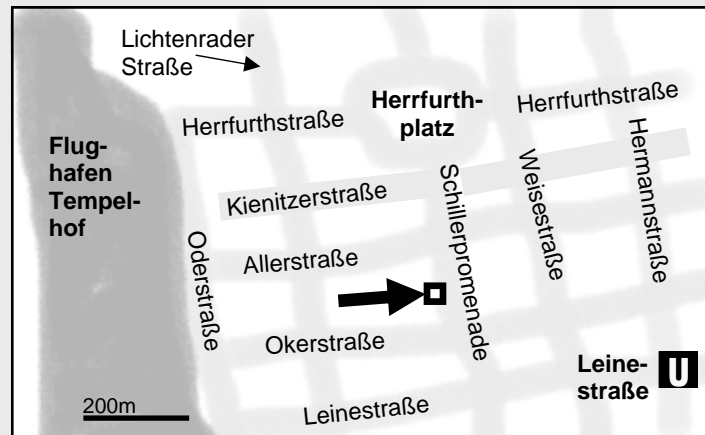 Lichtenrader
Straße
Herrfurthstraße
Herrfurth-
platz
Herrfurthstraße
Flug-
hafen
Tempel-
hof
Kienitzerstraße
Schillerpromenade
Weisestraße
Hermannstraße
Oderstraße
Allerstraße
Okerstraße
Leine-
straße
U
200m
Leinestraße